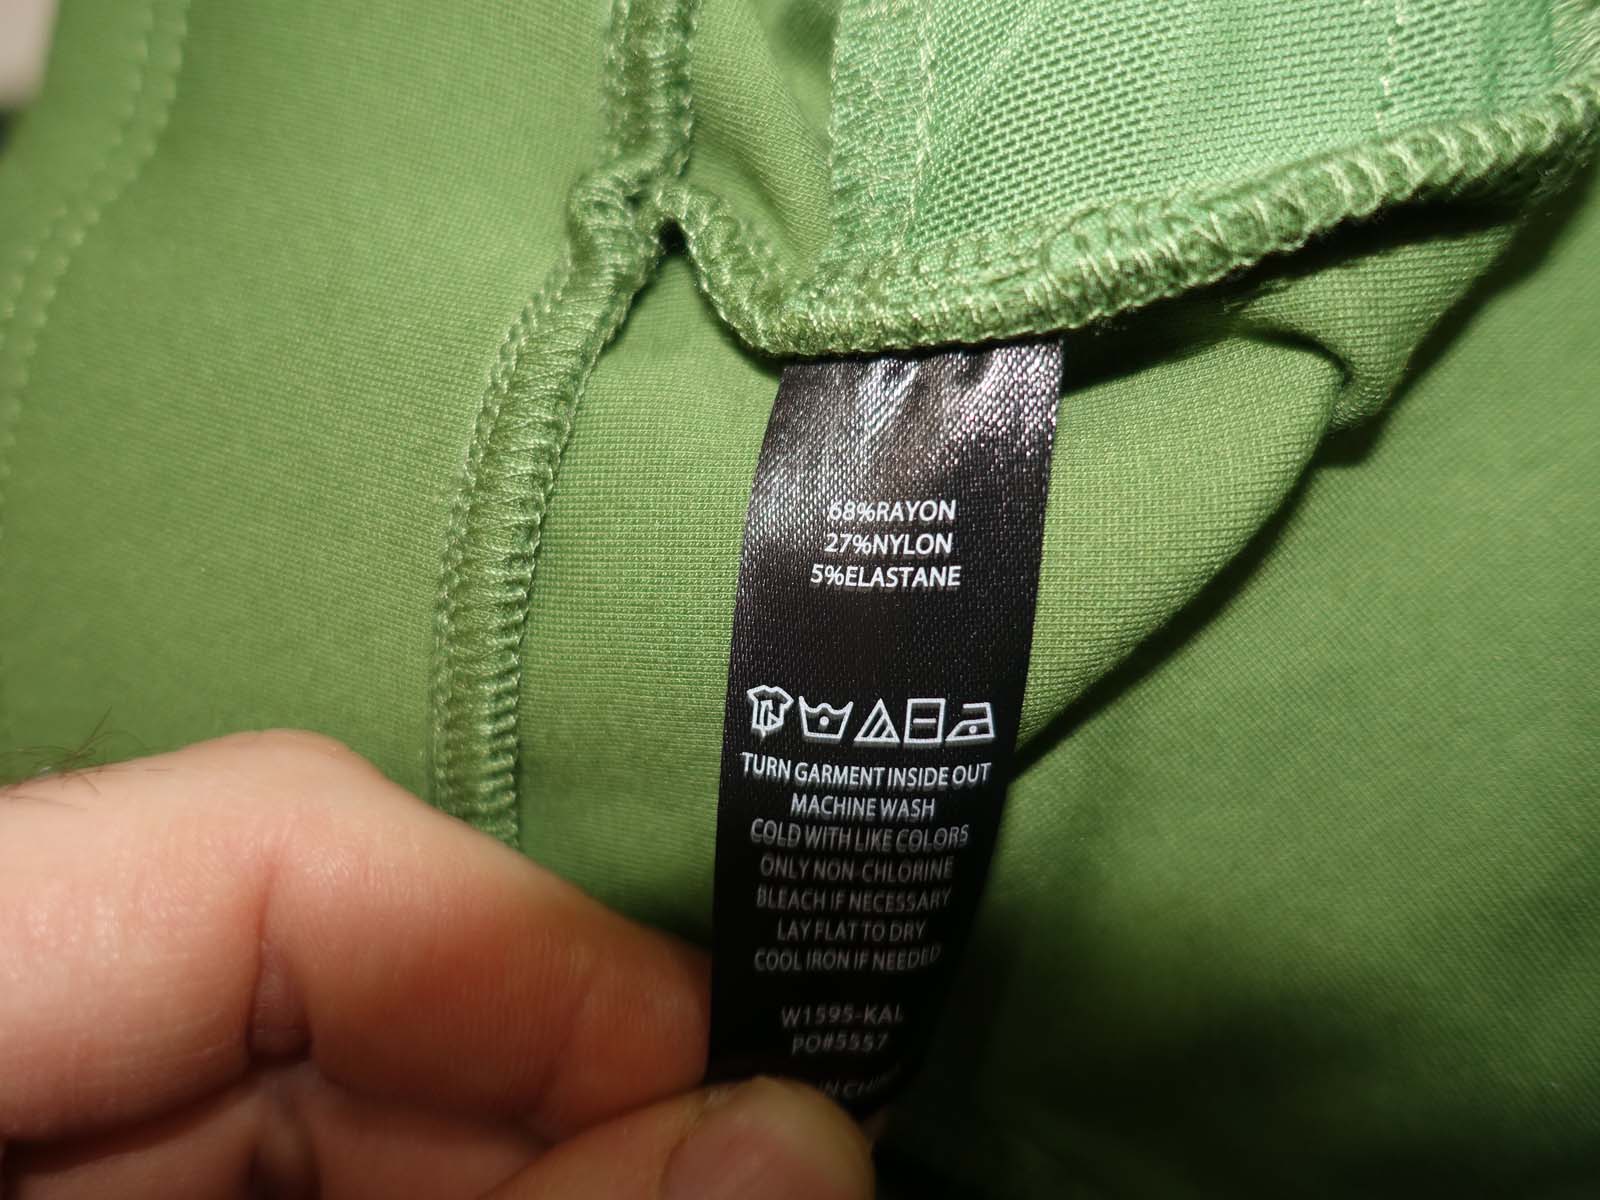 68%RAYON
27%NYLON
5%ELASTANE
TURN GARMENT INSIDE OUT
MACHINE WASH
COLD WITH LIKE COLORS
ONLY NON-CHLORINE
BLEACH IF NECESSARY
LAY FLAT TO DRY
COOL IRON IF NEEDED
W1595-KAL
PO#5557
IN